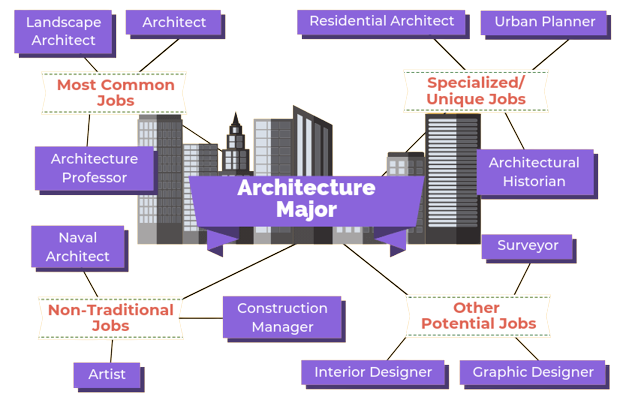 Landscape
Architect
Architect
Most Common
Jobs
Architecture
Professor
Residential Architect
Urban Planner
Specialized/
Unique Jobs
Architectural
Historian
Architecture
Major
Naval
Architect
Non-Traditional
Jobs
Construction
Manager
Artist
Surveyor
Other
Potential Jobs
Interior Designer
Graphic Designer